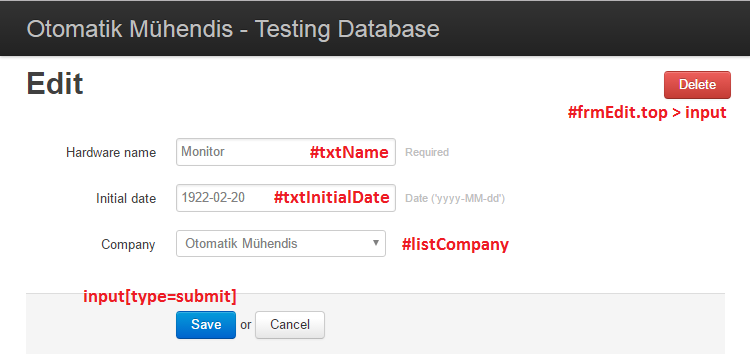 Otomatik Mühendis - Testing Database
Edit
Delete
#frmEdit.top > input
Hardware name Monitor #txtName Required
Initial date 1922-02-20 #txtInitialDate Date ('yyyy-MM-dd')
Company Otomatik Mühendis #listCompany
input[type=submit]
Save or Cancel